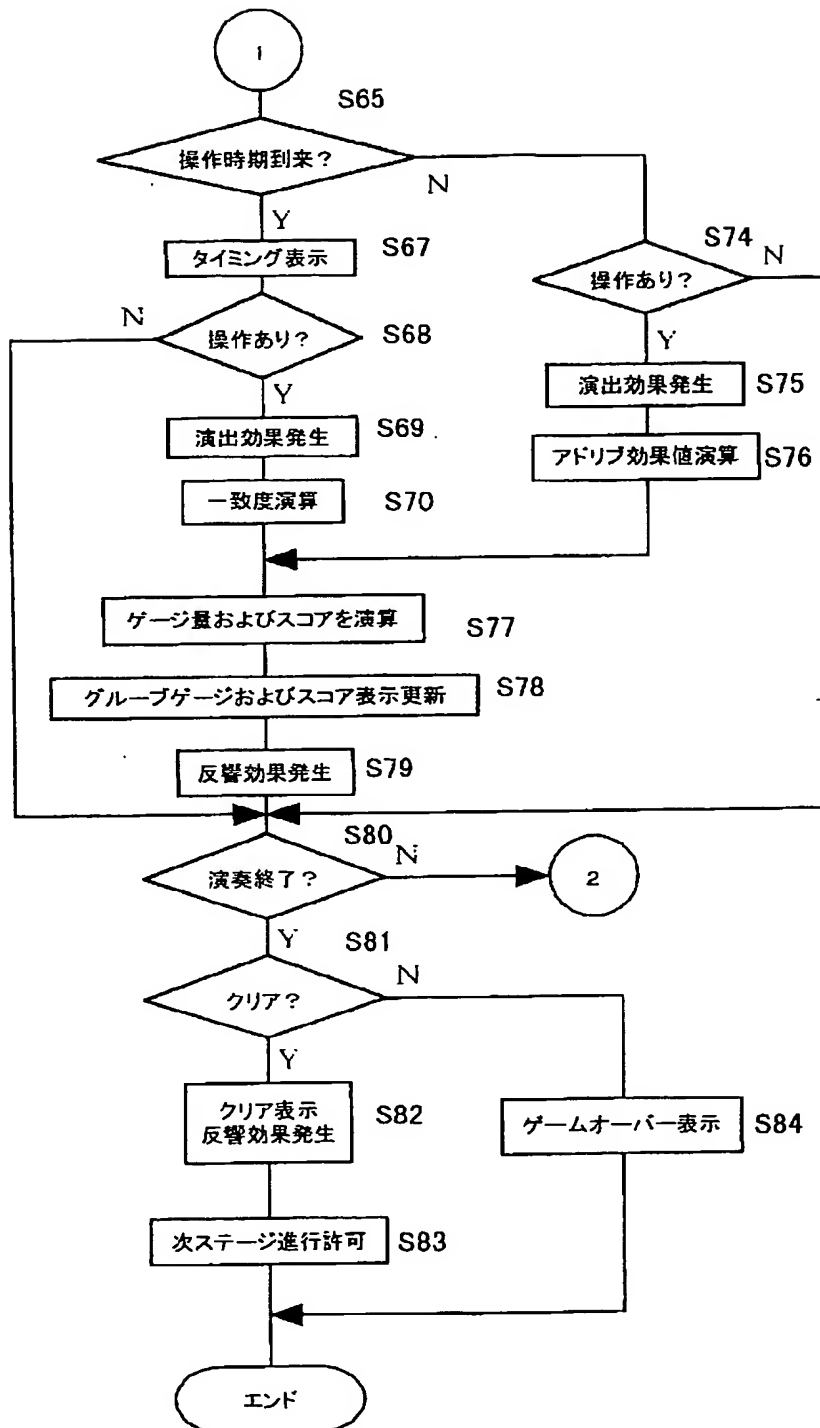 1
S65
操作時期到来?
N
Y
タイミング表示
S67
S74
N
操作あり?
N
操作あり?
S68
Y
Y
演出効果発生
S75
演出効果発生
S69
アドリブ効果値演算
S76
一致度演算
S70
ゲージ量およびスコアを演算
S77
グルーブゲージおよびスコア表示更新
S78
反響効果発生
S79
S80
演奏終了?
N
2
Y
S81
クリア?
N
Y
クリア表示
反響効果発生
S82
ゲームオーバー表示
S84
次ステージ進行許可
S83
エンド